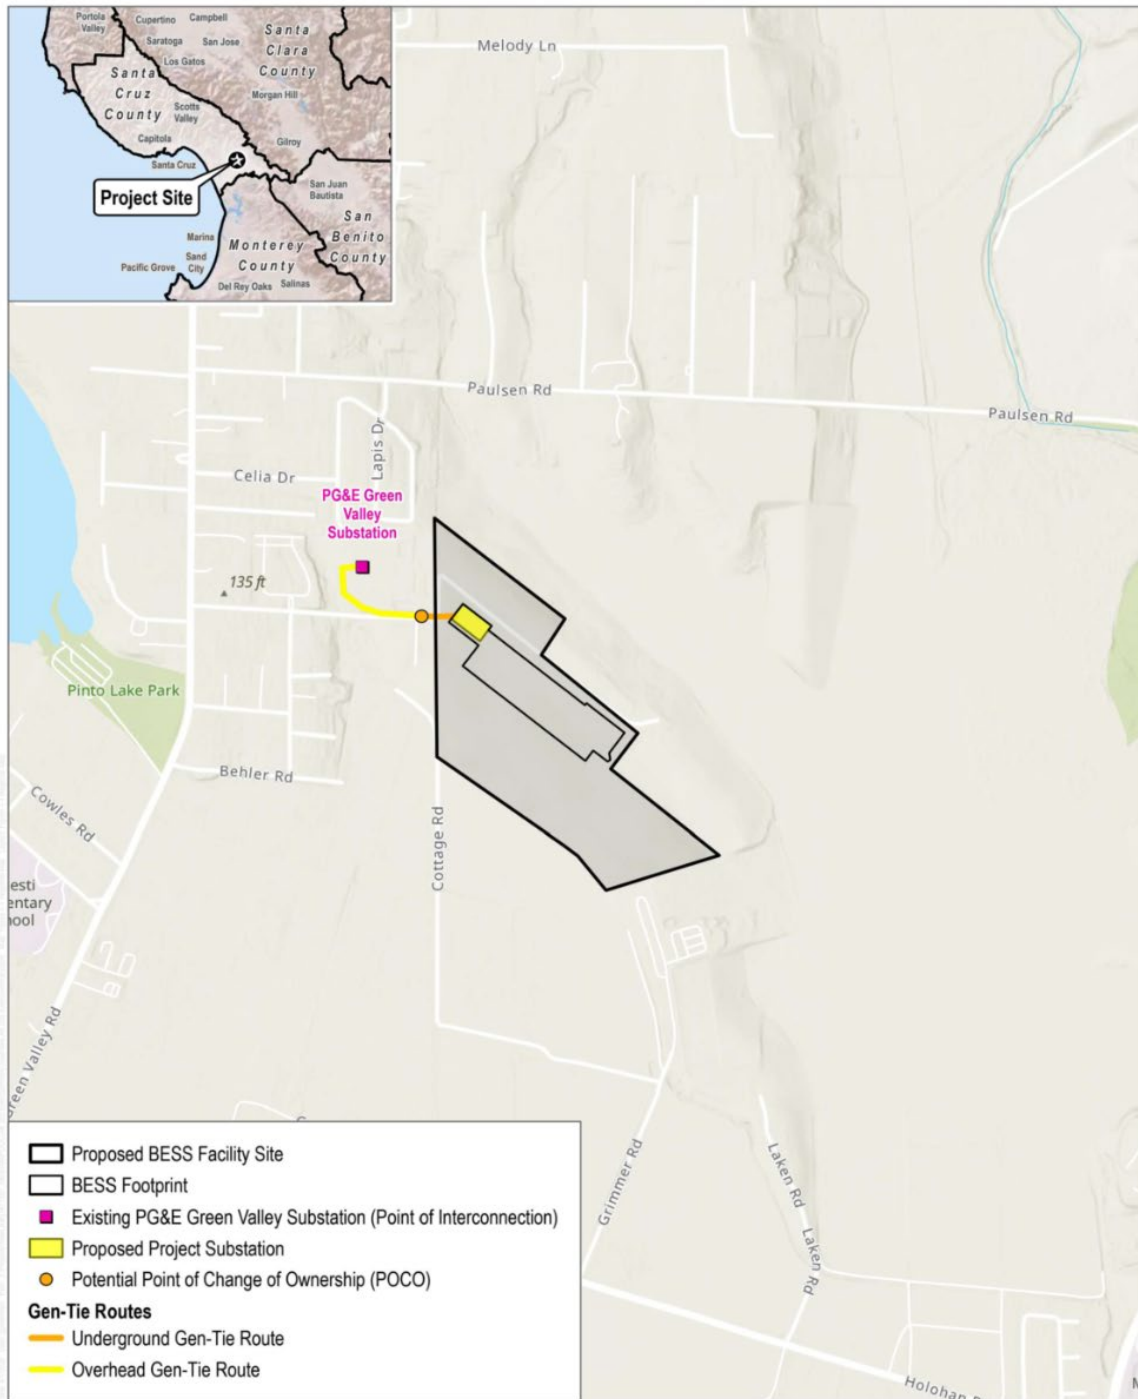 Portola
Valley
Cupertino
Campbell
Saratoga
San Jose
Santa
Clara
County
Los Gatos
Santa
Cruz
County
Scotts
Valley
Morgan Hill
Capitola
Gilroy
Santa Cruz
Project Site
San Juan
Bautista
San
Benito
County
Marina
Monterey
County
Sand
City
Pacific Grove
Del Rey Oaks
Salinas
Melody Ln
Paulsen Rd
Paulsen Rd
Lapis Dr
Celia Dr
PG&E Green
Valley
Substation
135 ft
Pinto Lake Park
Behler Rd
Cowles Rd
Cottage Rd
esti
entary
ool
Green Valley Rd
Grimmer Rd
Laken Rd
Laken Rd
Holohan
Proposed BESS Facility Site
BESS Footprint
Existing PG&E Green Valley Substation (Point of Interconnection)
Proposed Project Substation
Potential Point of Change of Ownership (POCO)
Gen-Tie Routes
Underground Gen-Tie Route
Overhead Gen-Tie Route